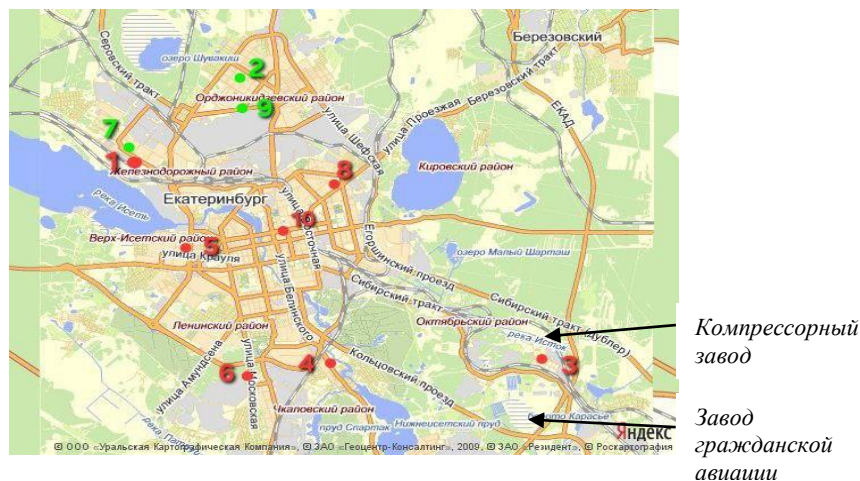 Березовский
Серовский тракт
озеро Шувакиш
2
Березовский тракт
Орджоникидзевский район
9
улица Проезжая
ЕКАД
улица Шефская
7
1
Железнодорожный район
8
Кировский район
Екатеринбург
река Исеть
10
улица Восточная
Верх-Исетский район
5
улица Крауля
Егоршинский проезд
озеро Малый Шарташ
улица Белинского
Сибирский тракт
Сибирский тракт (дублер)
Ленинский район
Октябрьский район
река Исток
Компрессорный
завод
3
улица Амундсена
6
улица Московская
4
Кольцовский проезд
Чкаловский район
пруд Спартак
Нижнеисетский пруд
болото Карасье
Завод
гражданской
авиации
река Пат
Яндекс
© ООО «Уральская Картографическая Компания», © ЗАО «Геоцентр-Консалтинг», 2009, © ЗАО «Резидент», © Роскартография